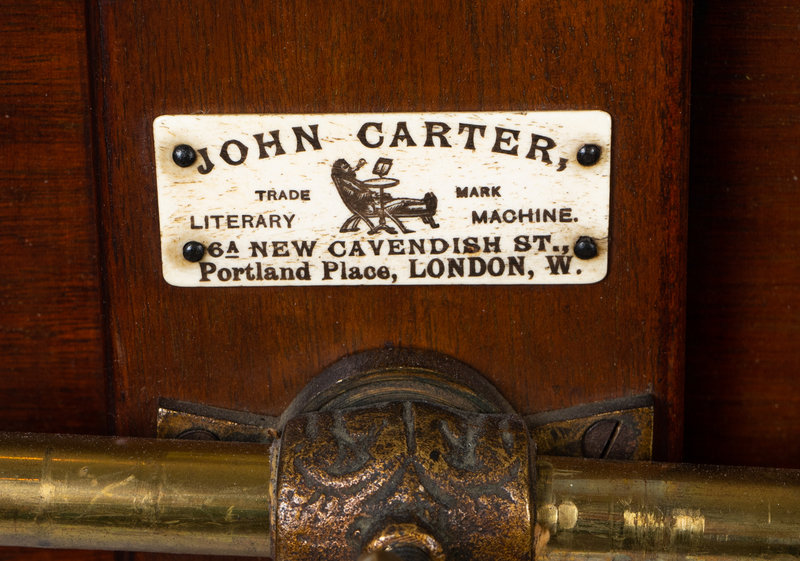 JOHN CARTER,
TRADE MARK
LITERARY MACHINE.
6A NEW CAVENDISH ST.,
Portland Place, LONDON, W.